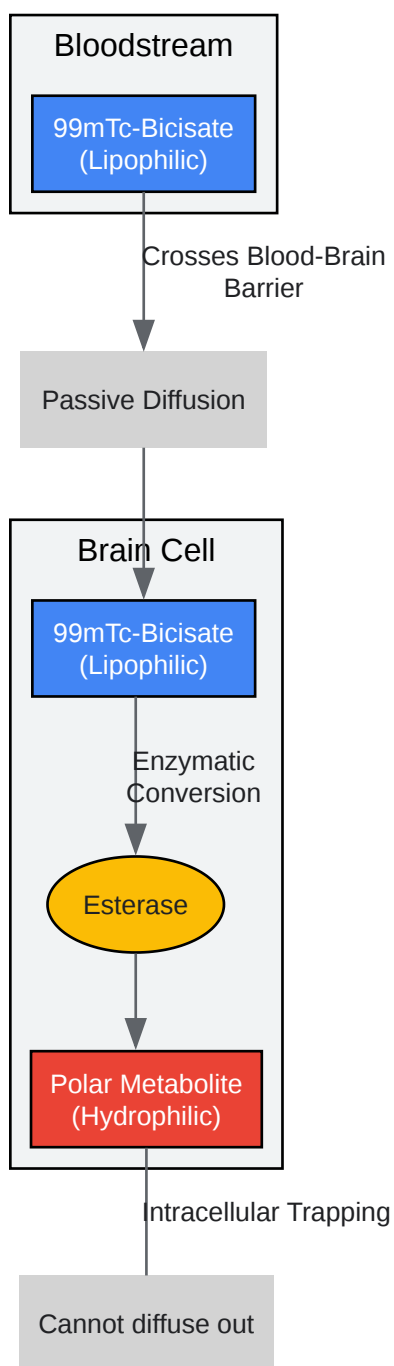 Bloodstream
99mTc-Bicisate
(Lipophilic)
Crosses Blood-Brain
Barrier
Passive Diffusion
Brain Cell
99mTc-Bicisate
(Lipophilic)
Enzymatic
Conversion
Esterase
Polar Metabolite
(Hydrophilic)
Intracellular Trapping
Cannot diffuse out